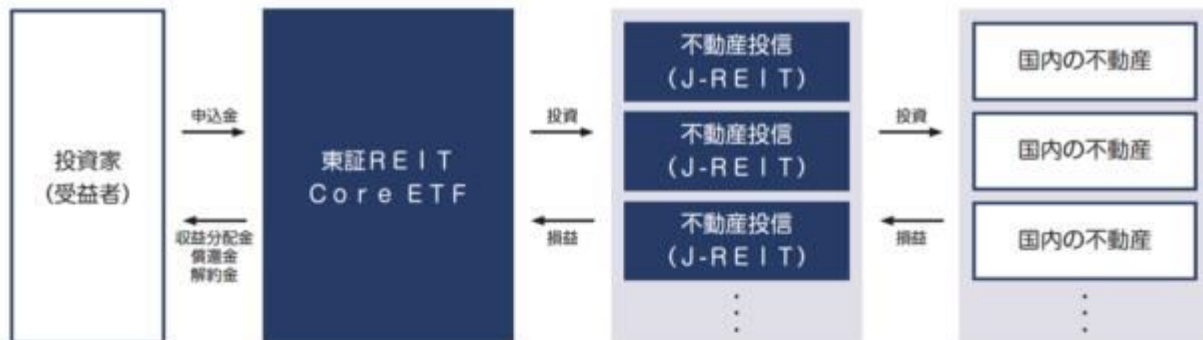 投資家
(受益者)
申込金
収益分配金
償還金
解約金
東証REIT
Core ETF
投資
損益
不動産投信
(J-REIT)
不動産投信
(J-REIT)
不動産投信
(J-REIT)
投資
損益
国内の不動産
国内の不動産
国内の不動産